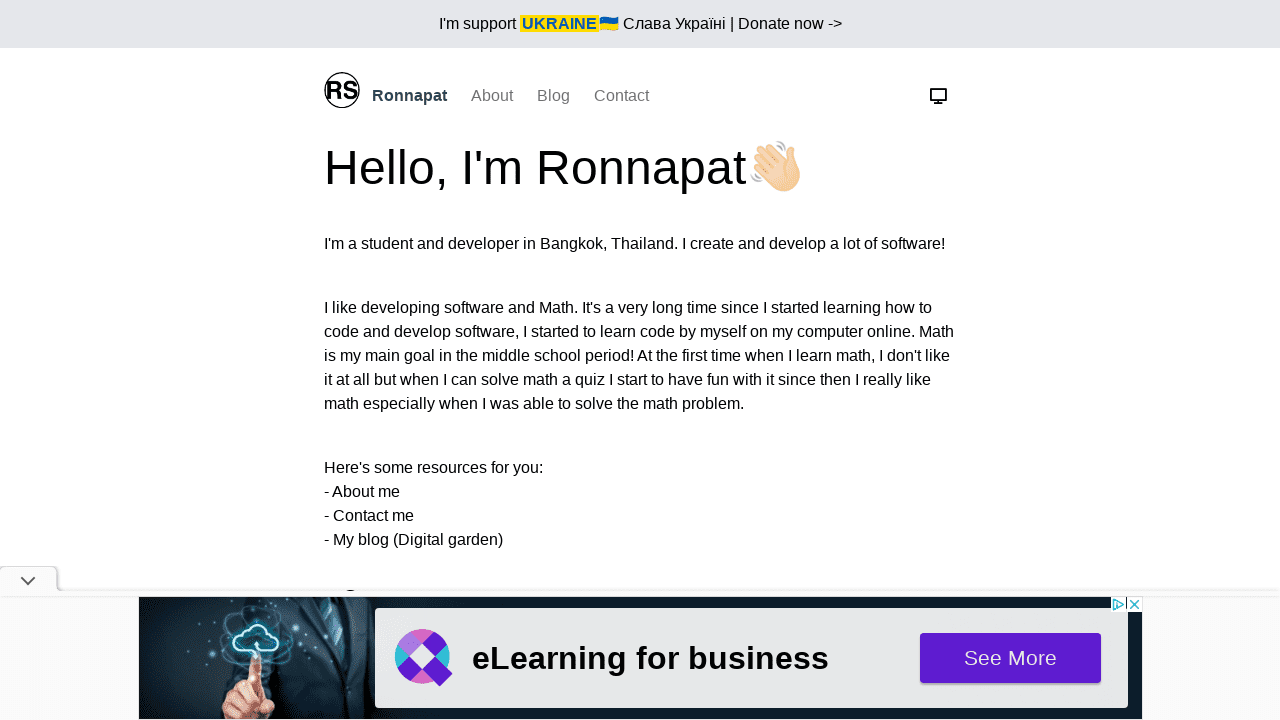 I'm support UKRAINE🇺🇦 Слава Україні | Donate now ->
RS Ronnapat About Blog Contact
Hello, I'm Ronnapat👋🏻
I'm a student and developer in Bangkok, Thailand. I create and develop a lot of software!
I like developing software and Math. It's a very long time since I started learning how to
code and develop software, I started to learn code by myself on my computer online. Math
is my main goal in the middle school period! At the first time when I learn math, I don't like
it at all but when I can solve math a quiz I start to have fun with it since then I really like
math especially when I was able to solve the math problem.
Here's some resources for you:
- About me
- Contact me
- My blog (Digital garden)
eLearning for business
See More